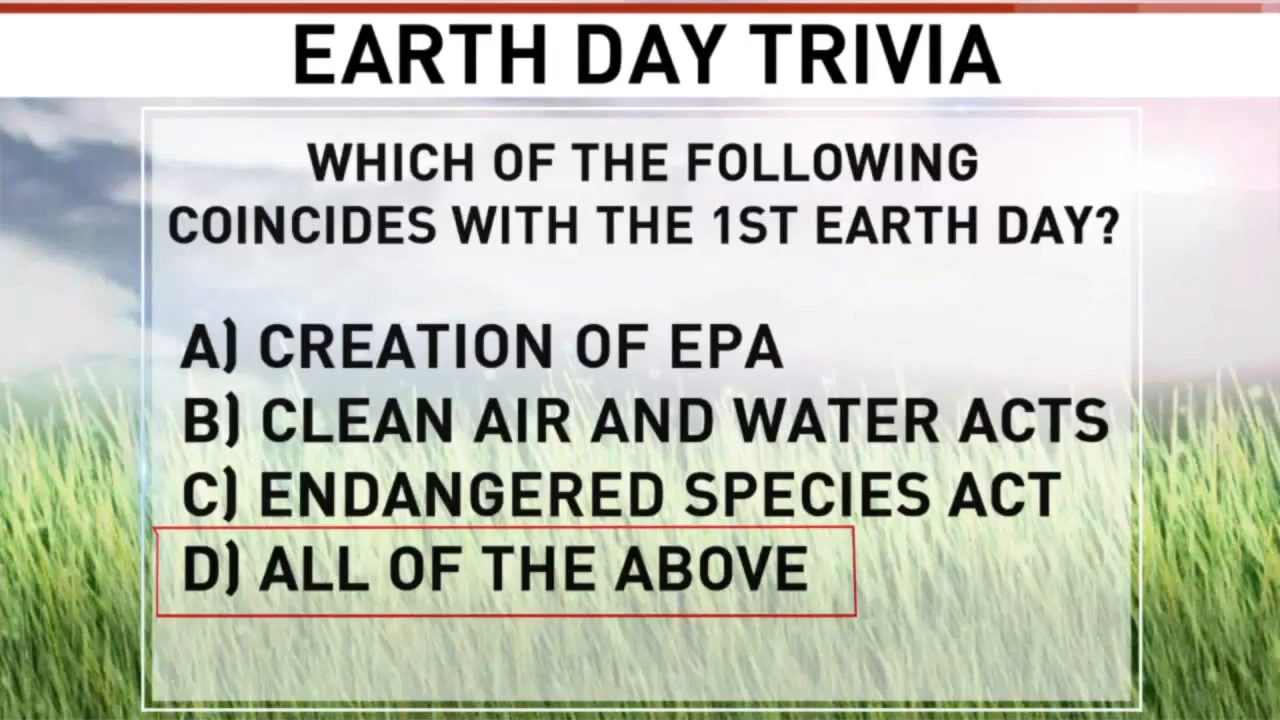 EARTH DAY TRIVIA
WHICH OF THE FOLLOWING
COINCIDES WITH THE 1ST EARTH DAY?
A) CREATION OF EPA
B) CLEAN AIR AND WATER ACTS
C) ENDANGERED SPECIES ACT
D) ALL OF THE ABOVE